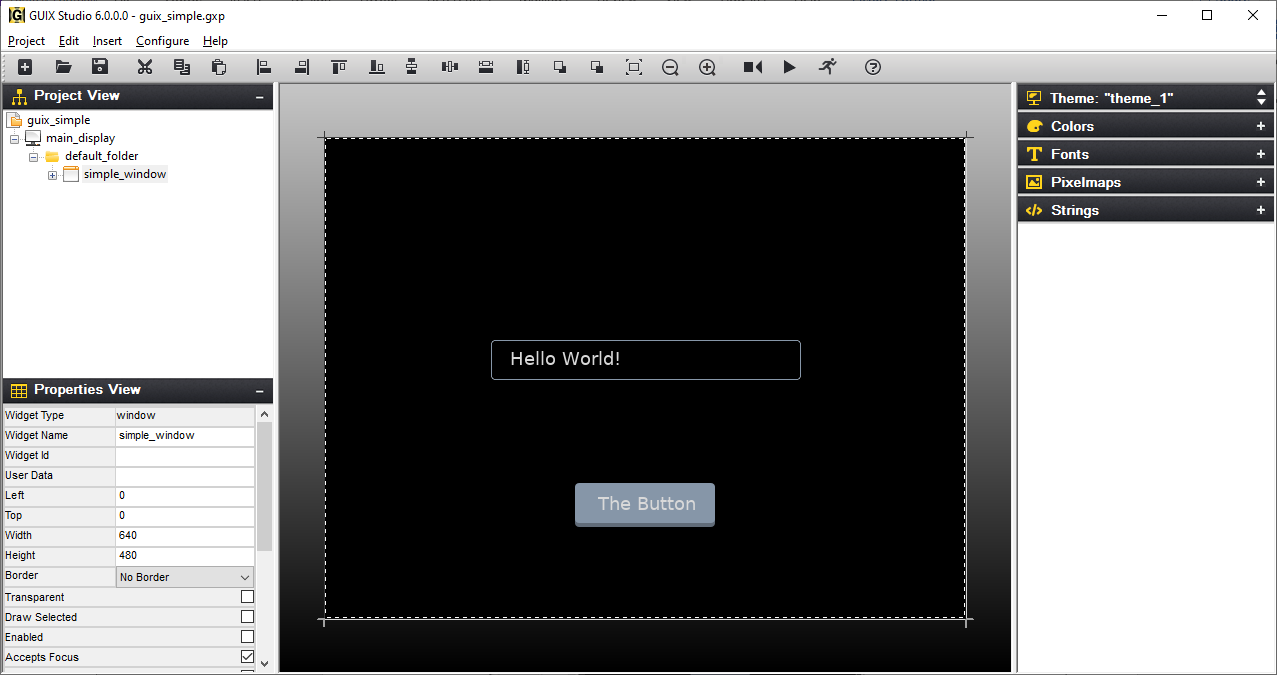 GUIX Studio 6.0.0.0 - guix_simple.gxp
Project Edit Insert Configure Help
Project View
guix_simple
main_display
default_folder
simple_window
Properties View
Widget Type window
Widget Name simple_window
Widget Id
User Data
Left 0
Top 0
Width 640
Height 480
Border No Border
Transparent
Draw Selected
Enabled
Accepts Focus
Hello World!
The Button
Theme: "theme_1"
Colors +
Fonts +
Pixelmaps +
Strings +